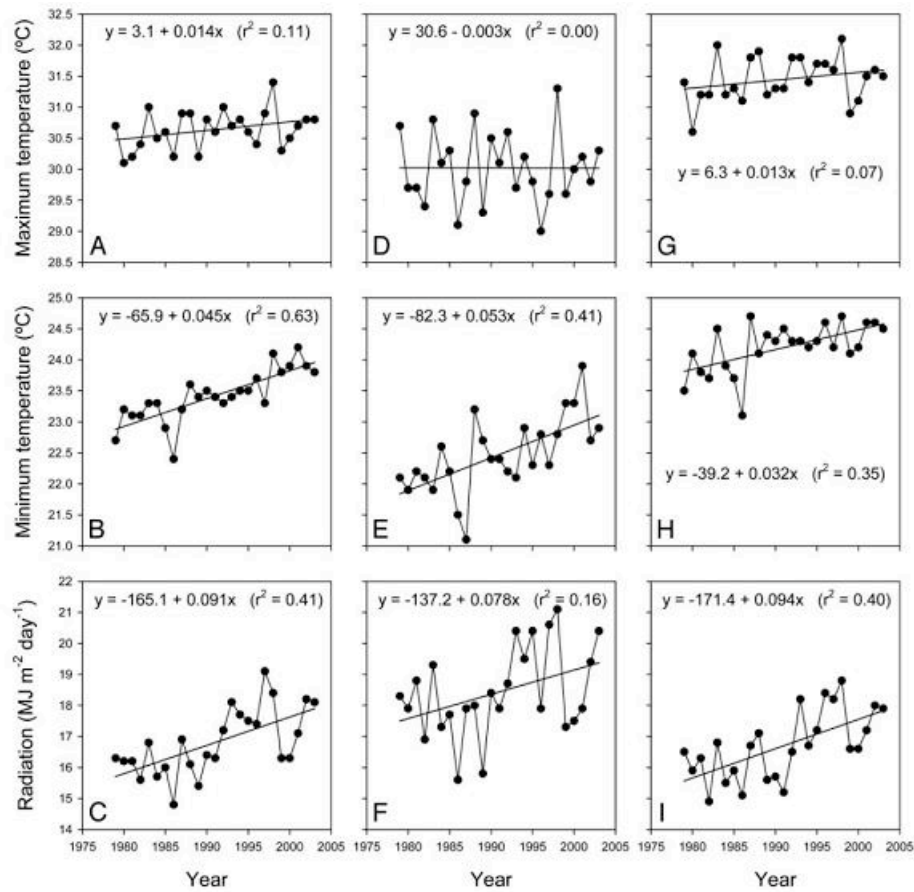 y = 3.1 + 0.014x (r² = 0.11)
y = 30.6 - 0.003x (r² = 0.00)
y = 6.3 + 0.013x (r² = 0.07)
Maximum temperature (ºC)
32.5
32.0
31.5
31.0
30.5
30.0
29.5
29.0
28.5
A
D
G
y = -65.9 + 0.045x (r² = 0.63)
y = -82.3 + 0.053x (r² = 0.41)
y = -39.2 + 0.032x (r² = 0.35)
Minimum temperature (ºC)
25.0
24.5
24.0
23.5
23.0
22.5
22.0
21.5
21.0
B
E
H
y = -165.1 + 0.091x (r² = 0.41)
y = -137.2 + 0.078x (r² = 0.16)
y = -171.4 + 0.094x (r² = 0.40)
Radiation (MJ m⁻² day⁻¹)
22
21
20
19
18
17
16
15
14
C
F
I
1975 1980 1985 1990 1995 2000 2005
1975 1980 1985 1990 1995 2000 2005
1975 1980 1985 1990 1995 2000 2005
Year
Year
Year